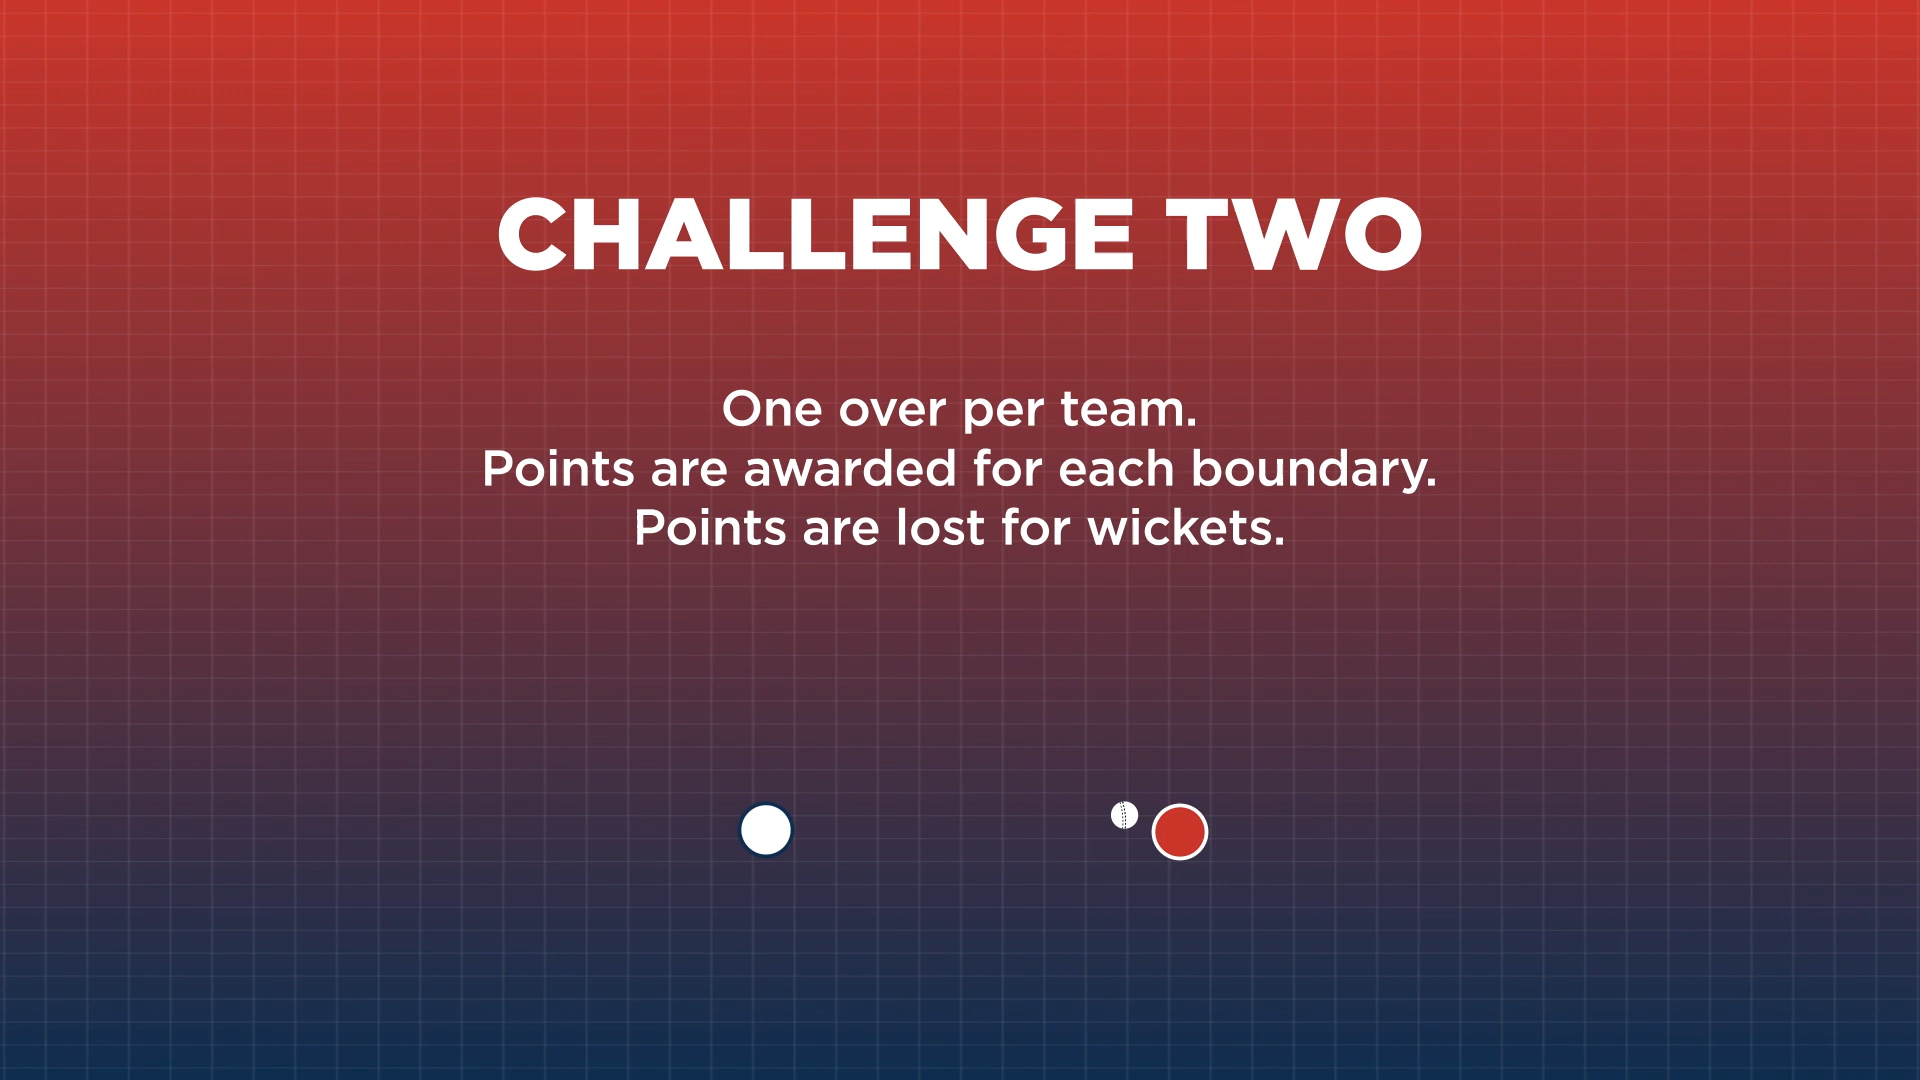 CHALLENGE TWO
One over per team.
Points are awarded for each boundary.
Points are lost for wickets.